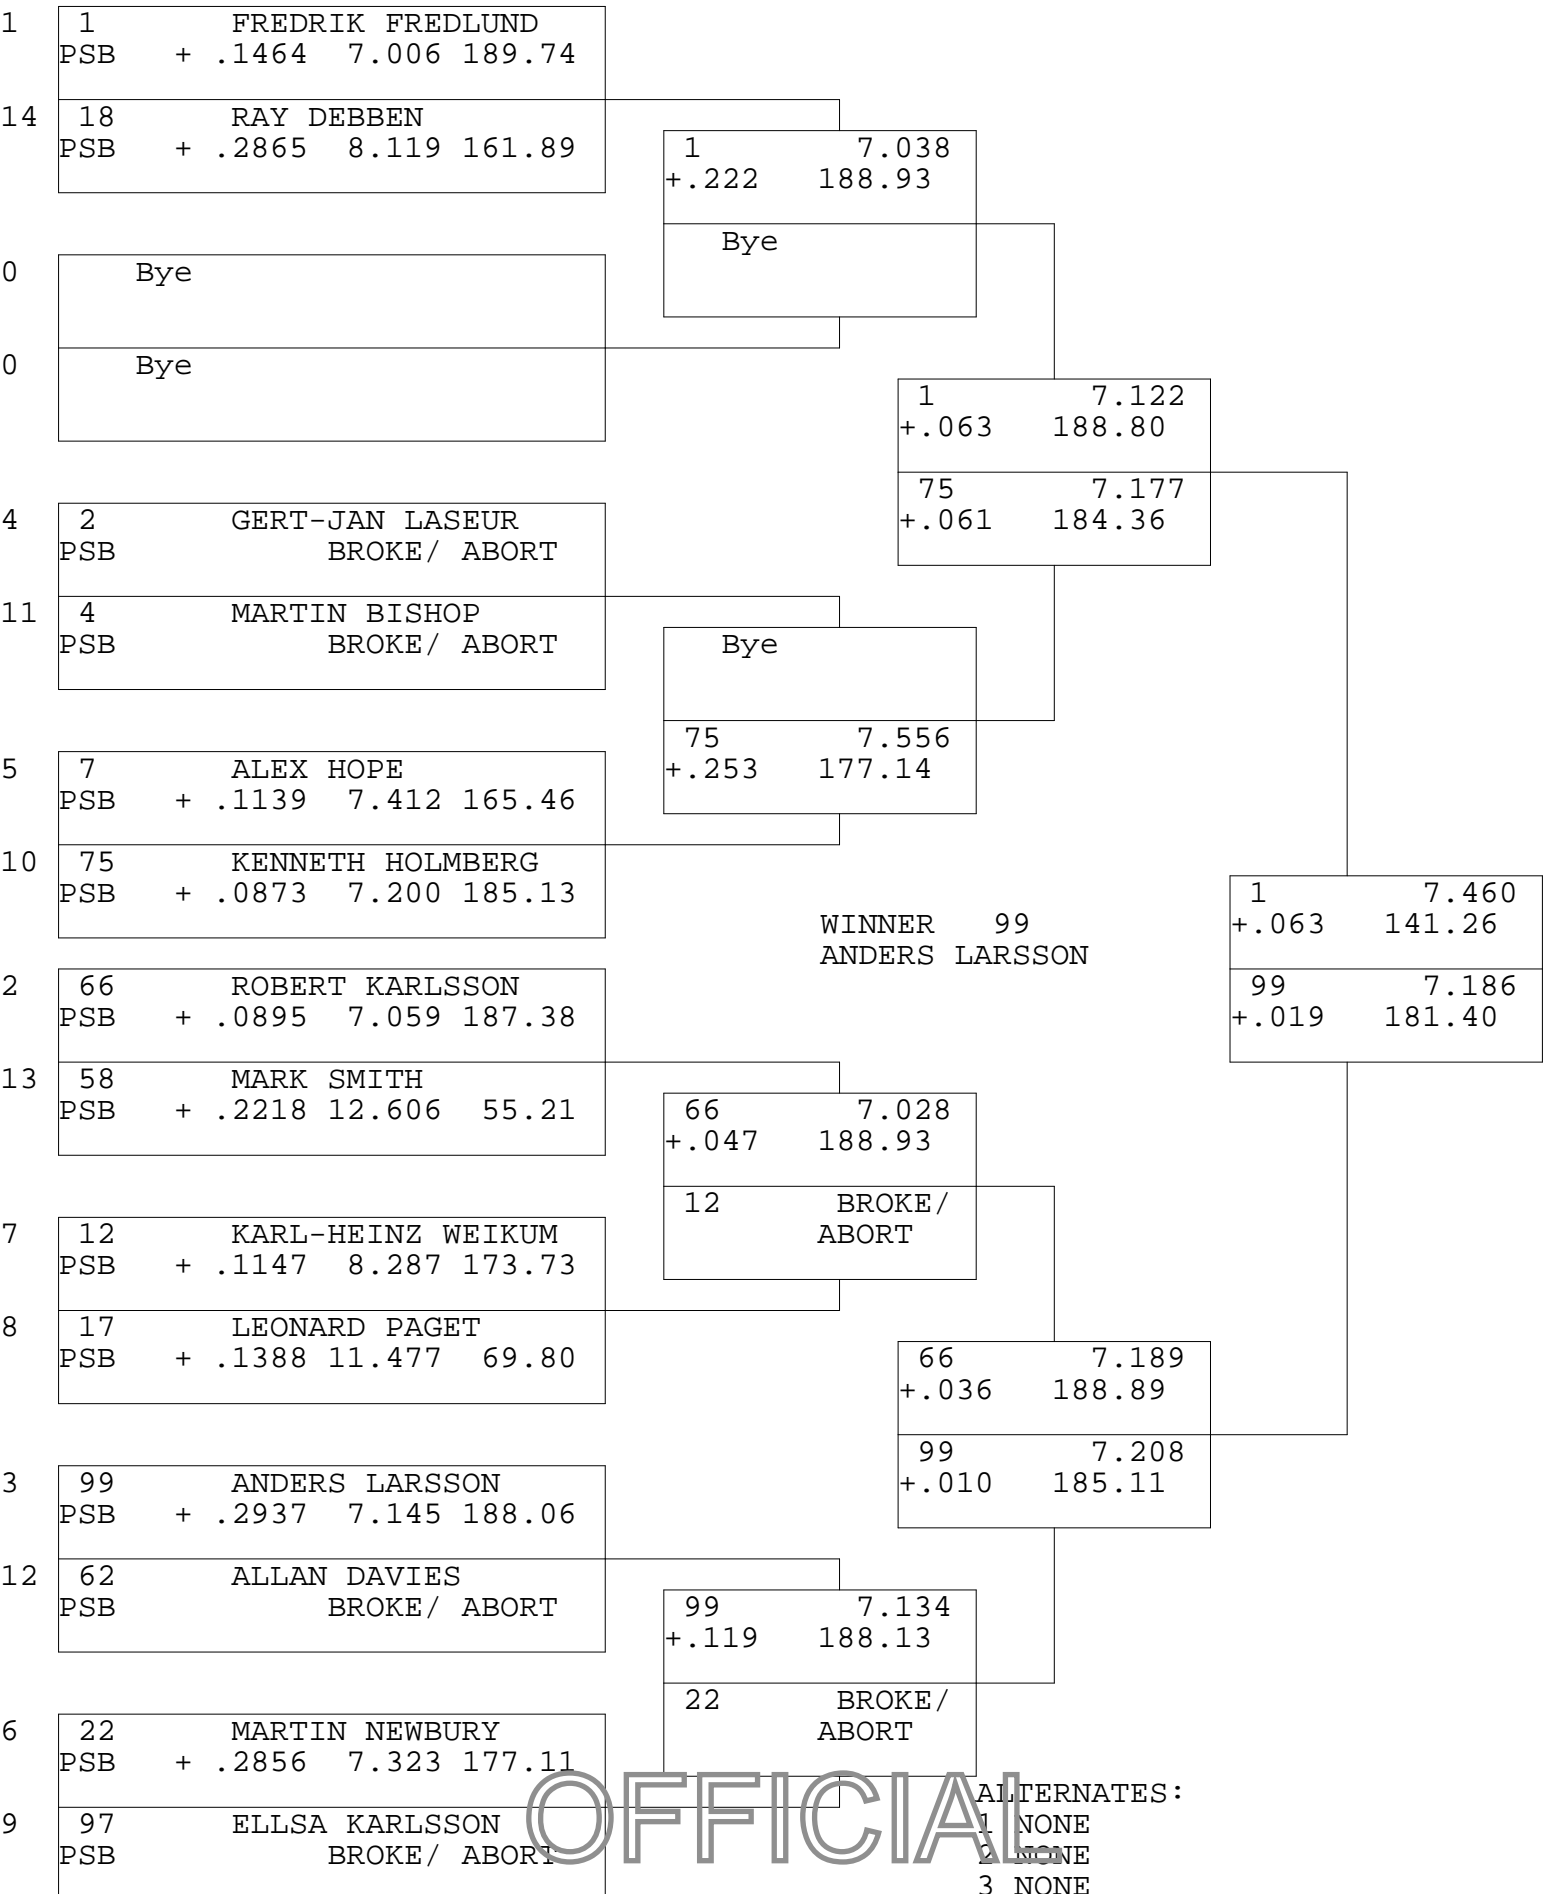 1 1 FREDRIK FREDLUND
PSB + .1464 7.006 189.74
14 18 RAY DEBBEN
PSB + .2865 8.119 161.89
1 7.038
+.222 188.93
Bye
0 Bye
0 Bye
1 7.122
+.063 188.80
75 7.177
+.061 184.36
4 2 GERT-JAN LASEUR
PSB BROKE/ ABORT
11 4 MARTIN BISHOP
PSB BROKE/ ABORT
Bye
75 7.556
+.253 177.14
5 7 ALEX HOPE
PSB + .1139 7.412 165.46
10 75 KENNETH HOLMBERG
PSB + .0873 7.200 185.13
WINNER 99
ANDERS LARSSON
1 7.460
+.063 141.26
99 7.186
+.019 181.40
2 66 ROBERT KARLSSON
PSB + .0895 7.059 187.38
13 58 MARK SMITH
PSB + .2218 12.606 55.21
66 7.028
+.047 188.93
12 BROKE/
ABORT
7 12 KARL-HEINZ WEIKUM
PSB + .1147 8.287 173.73
8 17 LEONARD PAGET
PSB + .1388 11.477 69.80
66 7.189
+.036 188.89
99 7.208
+.010 185.11
3 99 ANDERS LARSSON
PSB + .2937 7.145 188.06
12 62 ALLAN DAVIES
PSB BROKE/ ABORT
99 7.134
+.119 188.13
22 BROKE/
ABORT
6 22 MARTIN NEWBURY
PSB + .2856 7.323 177.11
9 97 ELLSA KARLSSON
PSB BROKE/ ABORT
OFFICIAL
ALTERNATES:
1 NONE
2 NONE
3 NONE